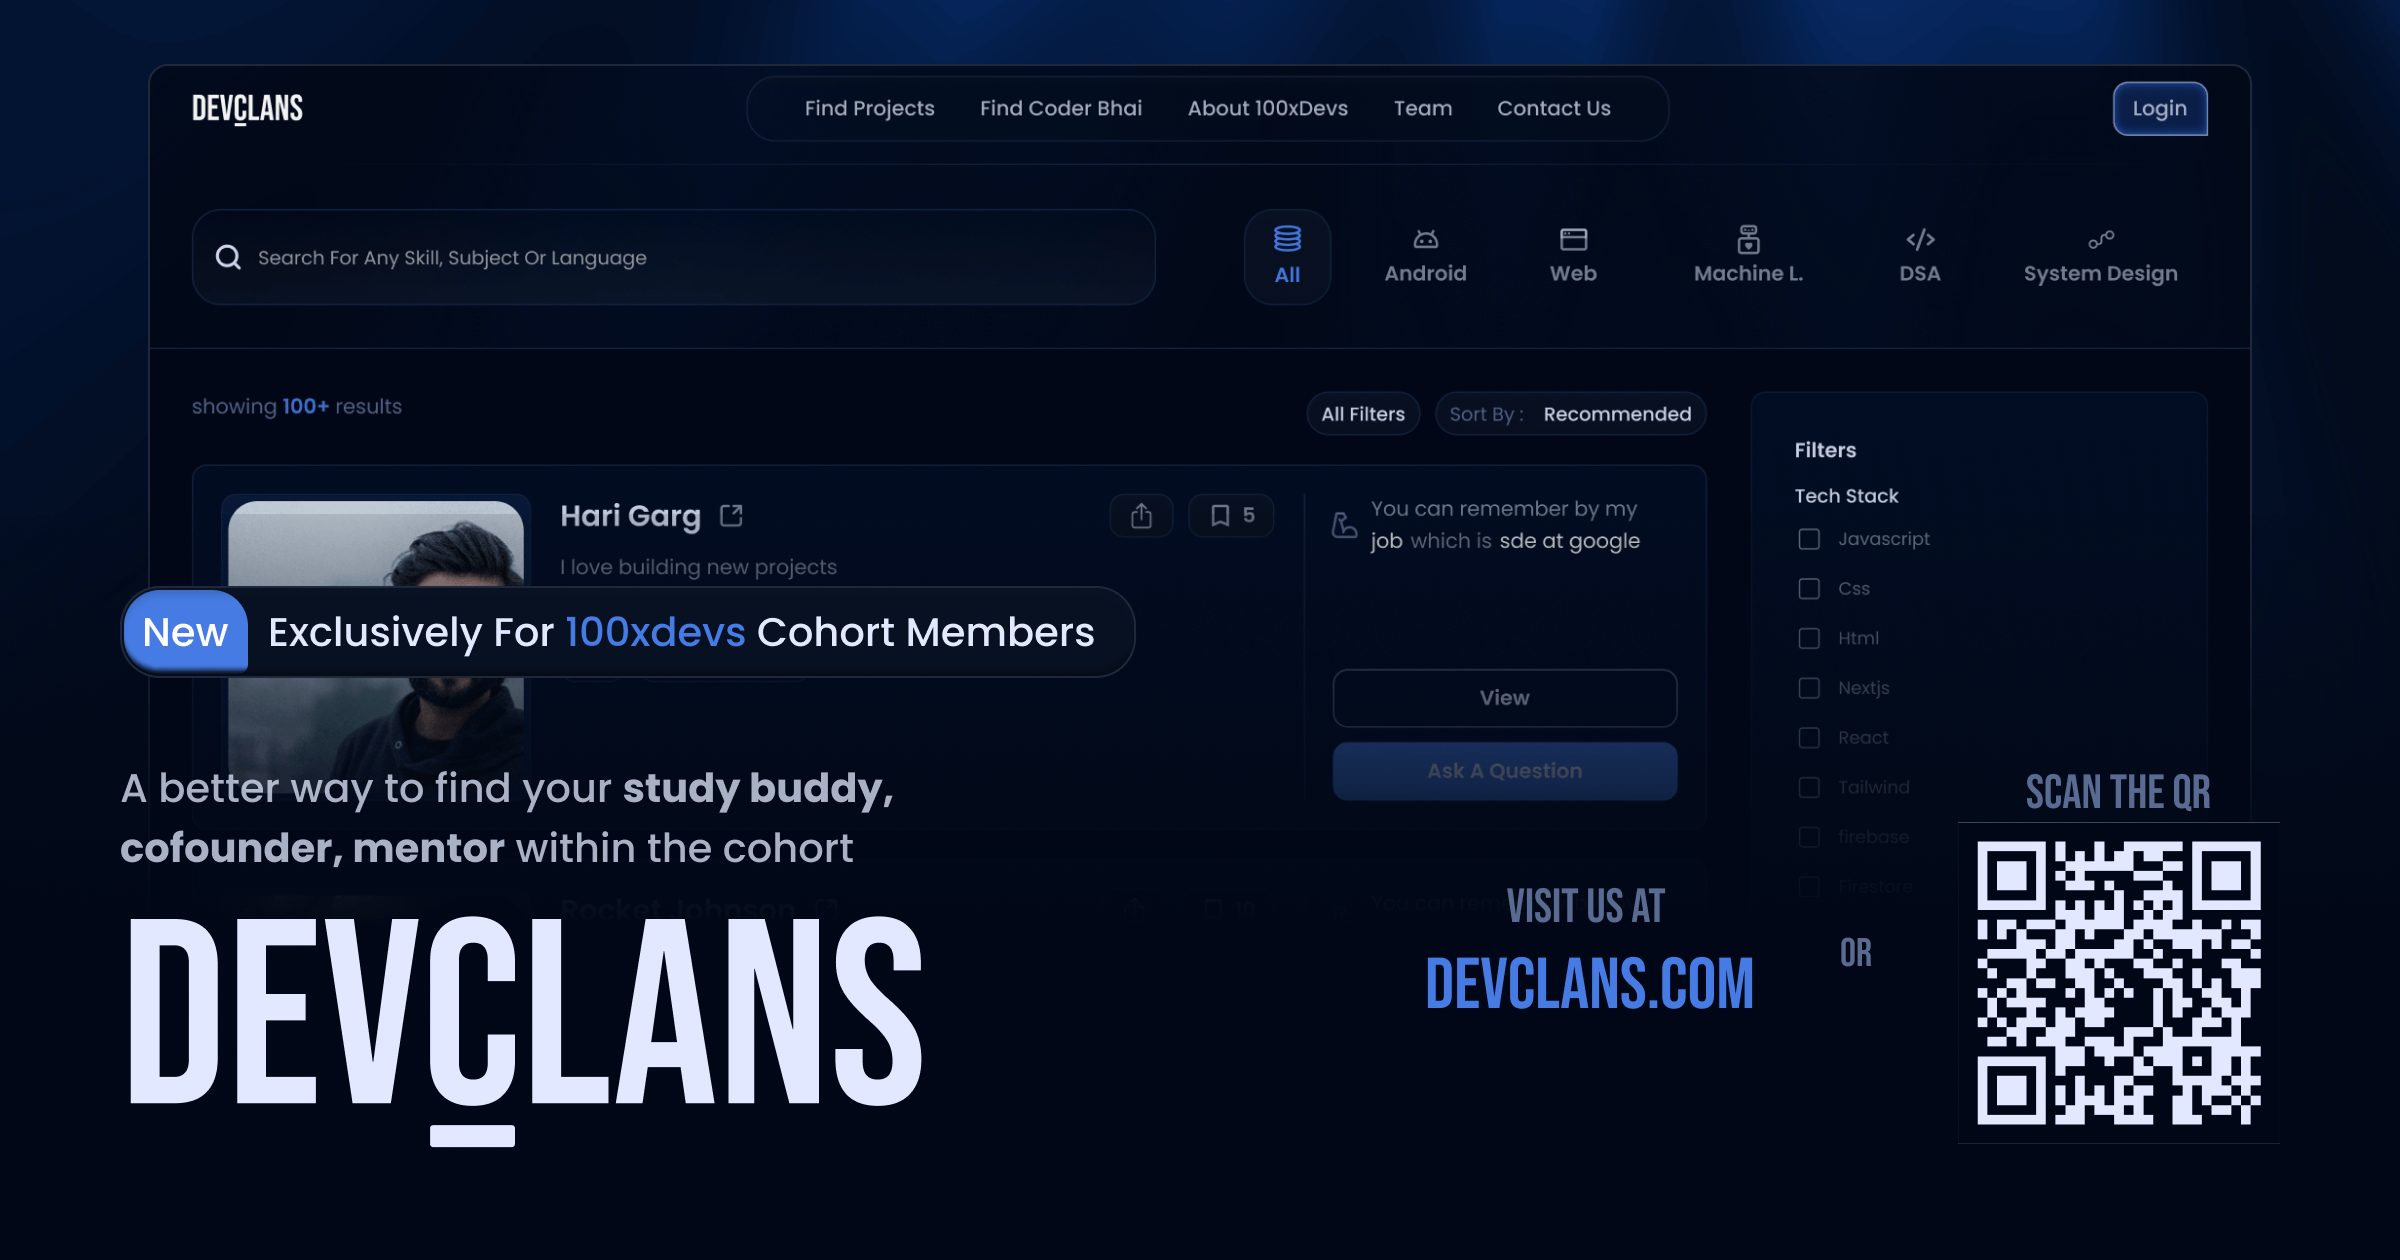 DEVCLANS
Find Projects
Find Coder Bhai
About 100xDevs
Team
Contact Us
Login
Search For Any Skill, Subject Or Language
All
Android
Web
Machine L.
DSA
System Design
showing 100+ results
All Filters
Sort By : Recommended
Hari Garg
5
I love building new projects
You can remember by my
job which is sde at google
View
Ask A Question
Filters
Tech Stack
Javascript
Css
Html
Nextjs
React
Tailwind
firebase
Firestore
New
Exclusively For 100xdevs Cohort Members
A better way to find your study buddy,
cofounder, mentor within the cohort
Rocket Johnson
10
You can rem
DEVCLANS
VISIT US AT
DEVCLANS.COM
OR
SCAN THE QR